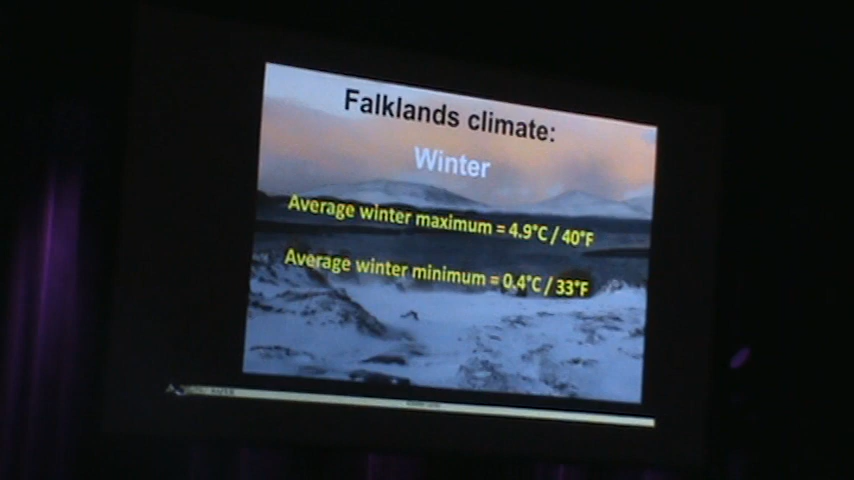 Falklands climate:
Winter
Average winter maximum = 4.9°C / 40°F
Average winter minimum = 0.4°C / 33°F